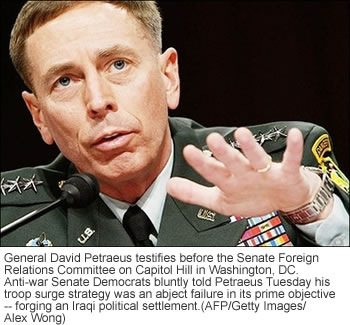 U.S.
General David Petraeus testifies before the Senate Foreign
Relations Committee on Capitol Hill in Washington, DC.
Anti-war Senate Democrats bluntly told Petraeus Tuesday his
troop surge strategy was an abject failure in its prime objective
-- forging an Iraqi political settlement.(AFP/Getty Images/
Alex Wong)